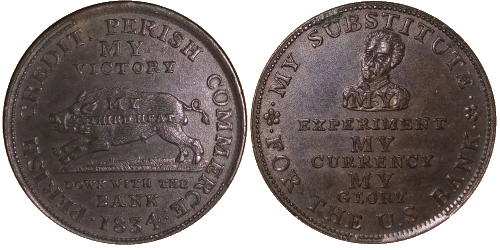 PERISH CREDIT. PERISH COMMERCE
MY
VICTORY
MY
THIRD HEAT
DOWN WITH THE
BANK
1834
MY SUBSTITUTE
FOR THE U.S. BANK
MY
EXPERIMENT
MY
CURRENCY
MY
GLORY